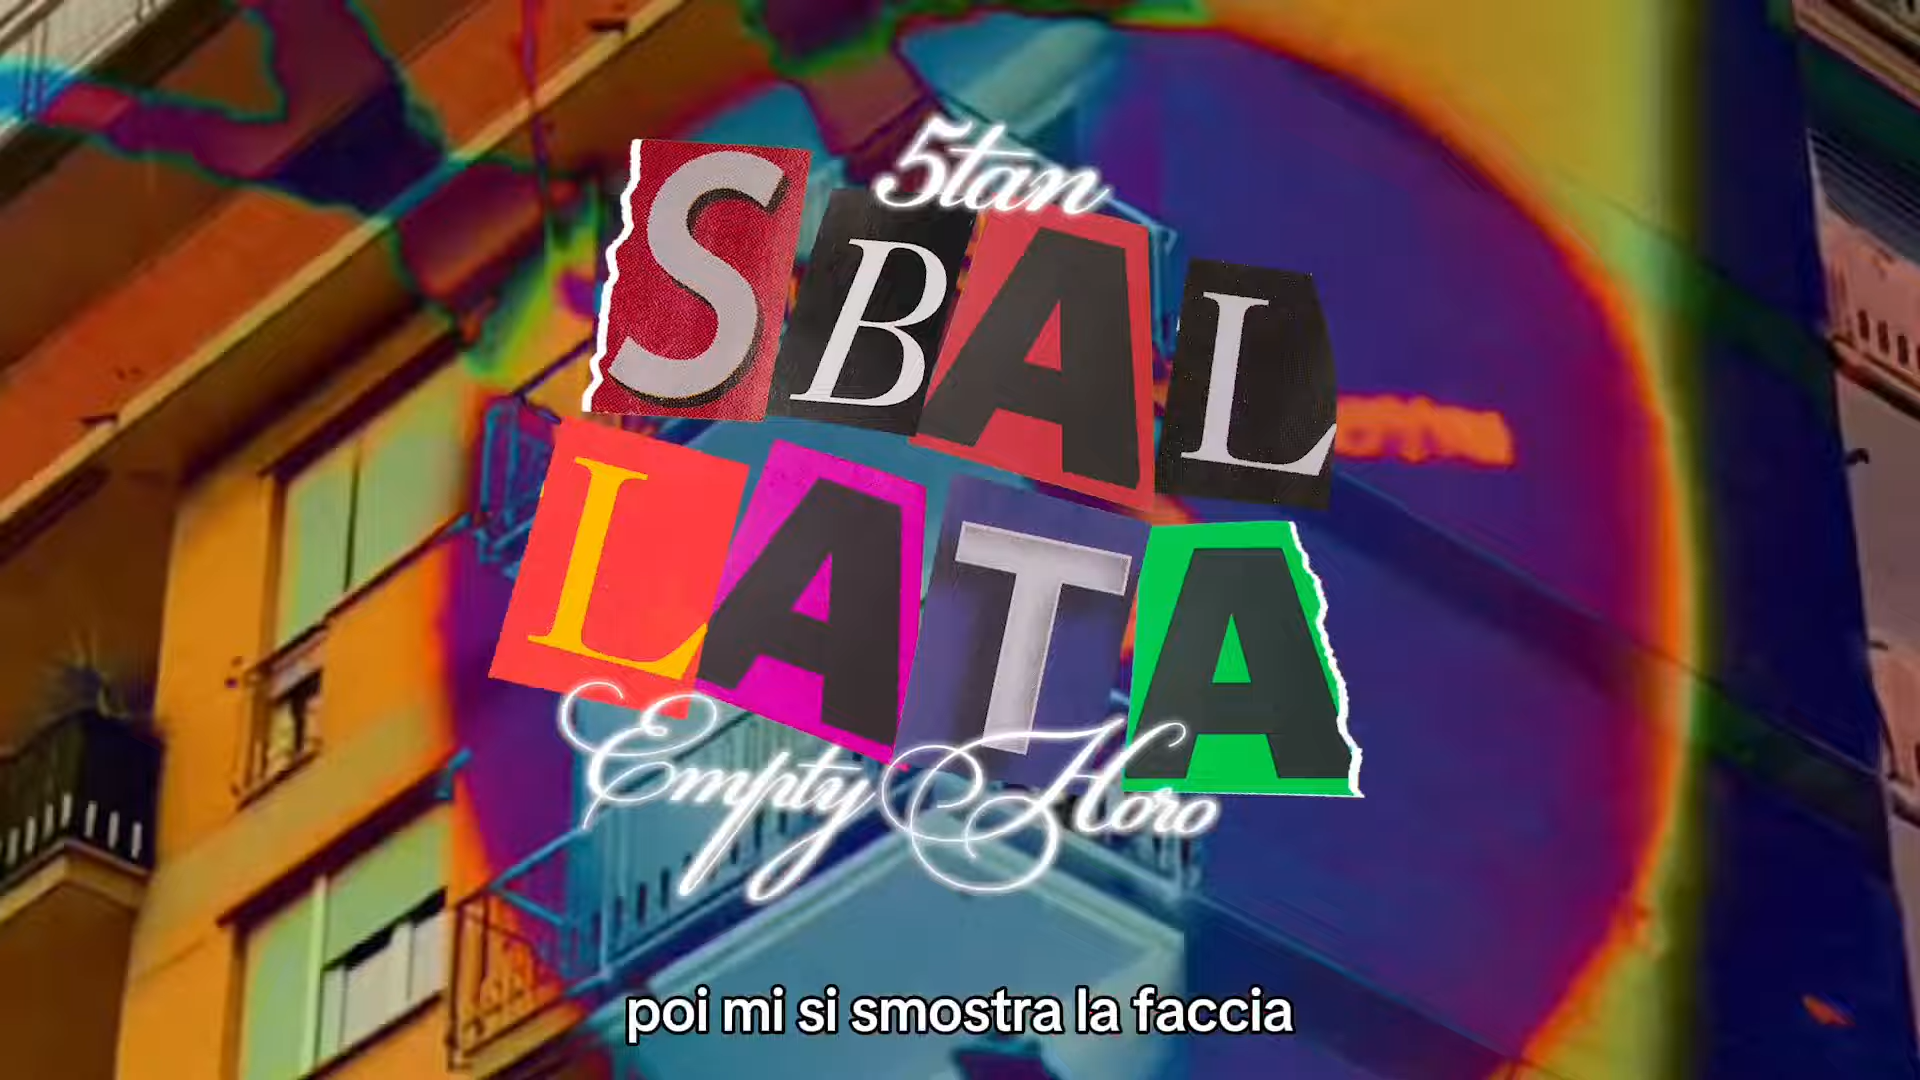 5tan
SBAL
LATA
Empty Horo
poi mi si smostra la faccia